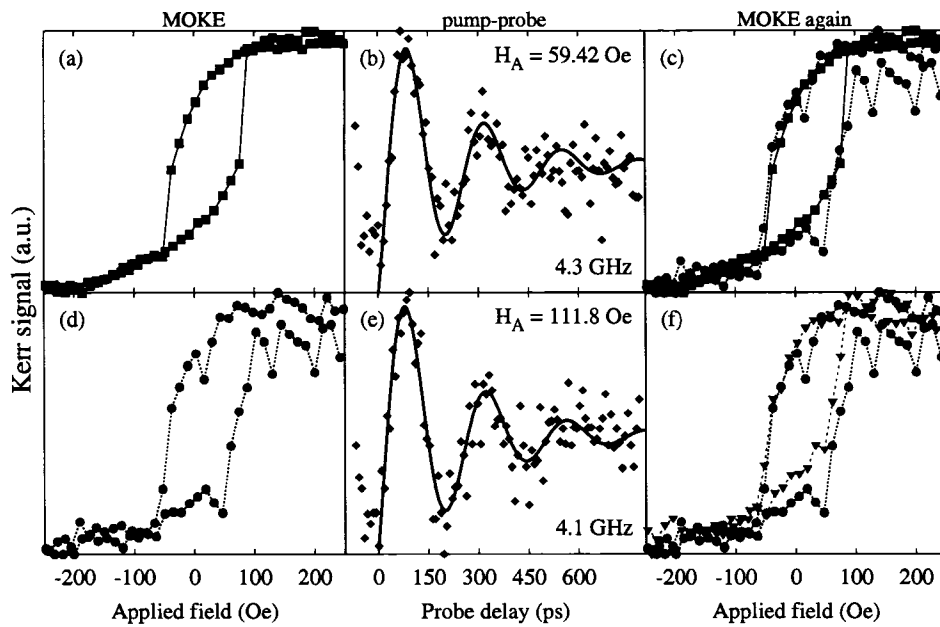 MOKE pump-probe MOKE again
(a) (b) H_A = 59.42 Oe (c)
4.3 GHz
Kerr signal (a.u.)
(d) (e) H_A = 111.8 Oe (f)
4.1 GHz
-200 -100 0 100 200 0 150 300 450 600 -200 -100 0 100 200
Applied field (Oe) Probe delay (ps) Applied field (Oe)